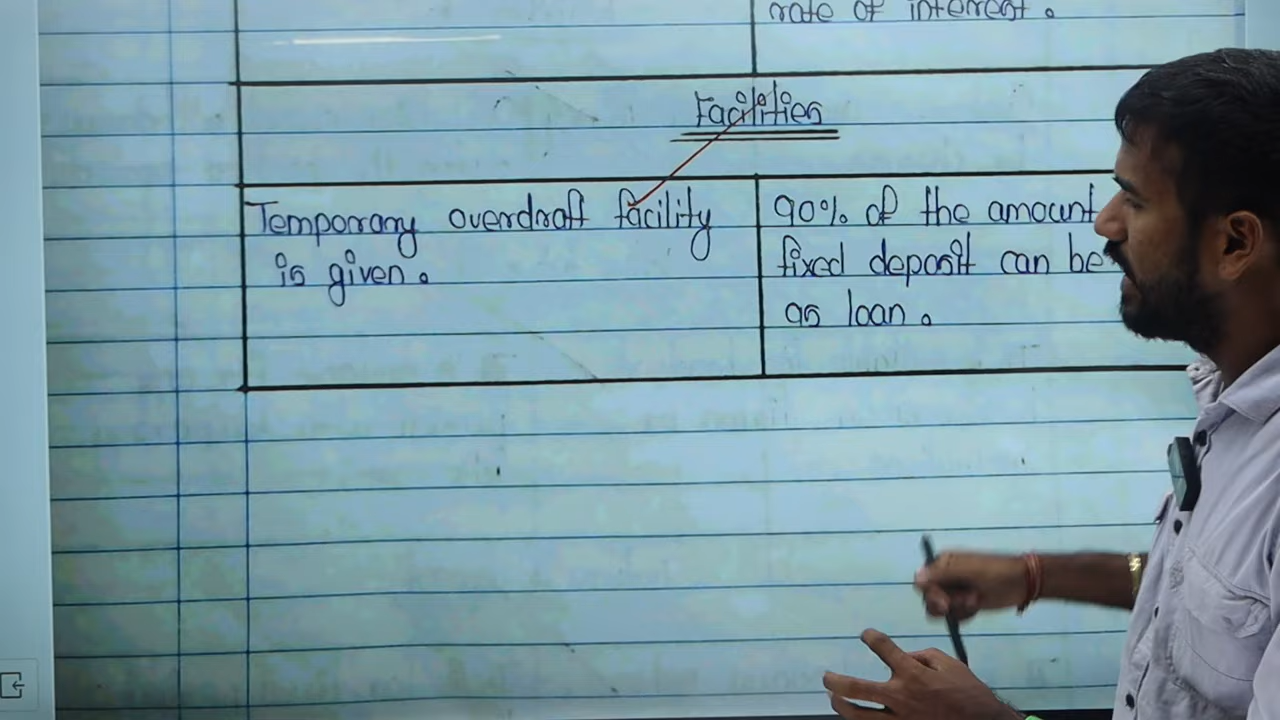 rate of interest.
Facilities
Temporary overdraft facility
is given.
90% of the amount
fixed deposit can be
as loan.